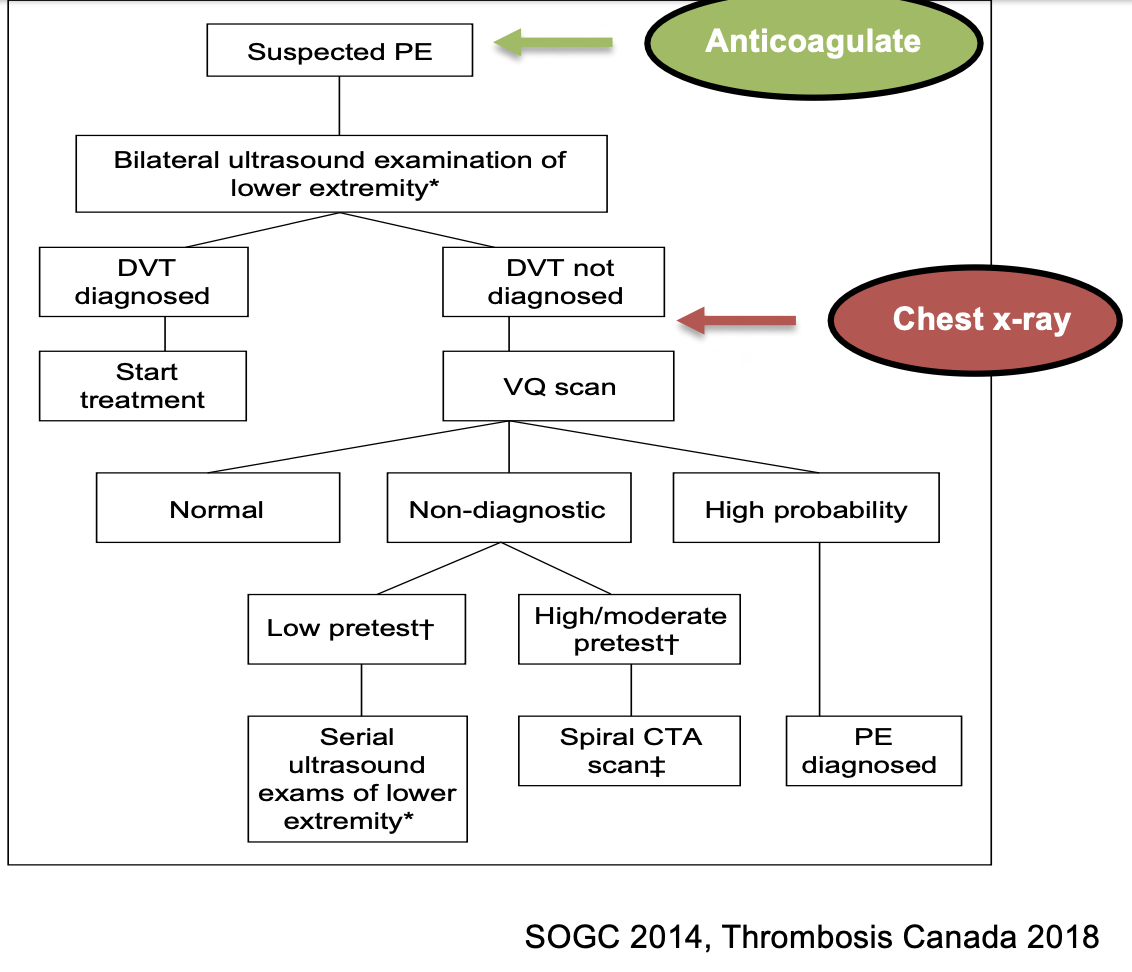 Anticoagulate
Suspected PE
Bilateral ultrasound examination of
lower extremity*
DVT
diagnosed
DVT not
diagnosed
Chest x-ray
Start
treatment
VQ scan
Normal
Non-diagnostic
High probability
Low pretest†
High/moderate
pretest†
Serial
ultrasound
exams of lower
extremity*
Spiral CTA
scan‡
PE
diagnosed
SOGC 2014, Thrombosis Canada 2018